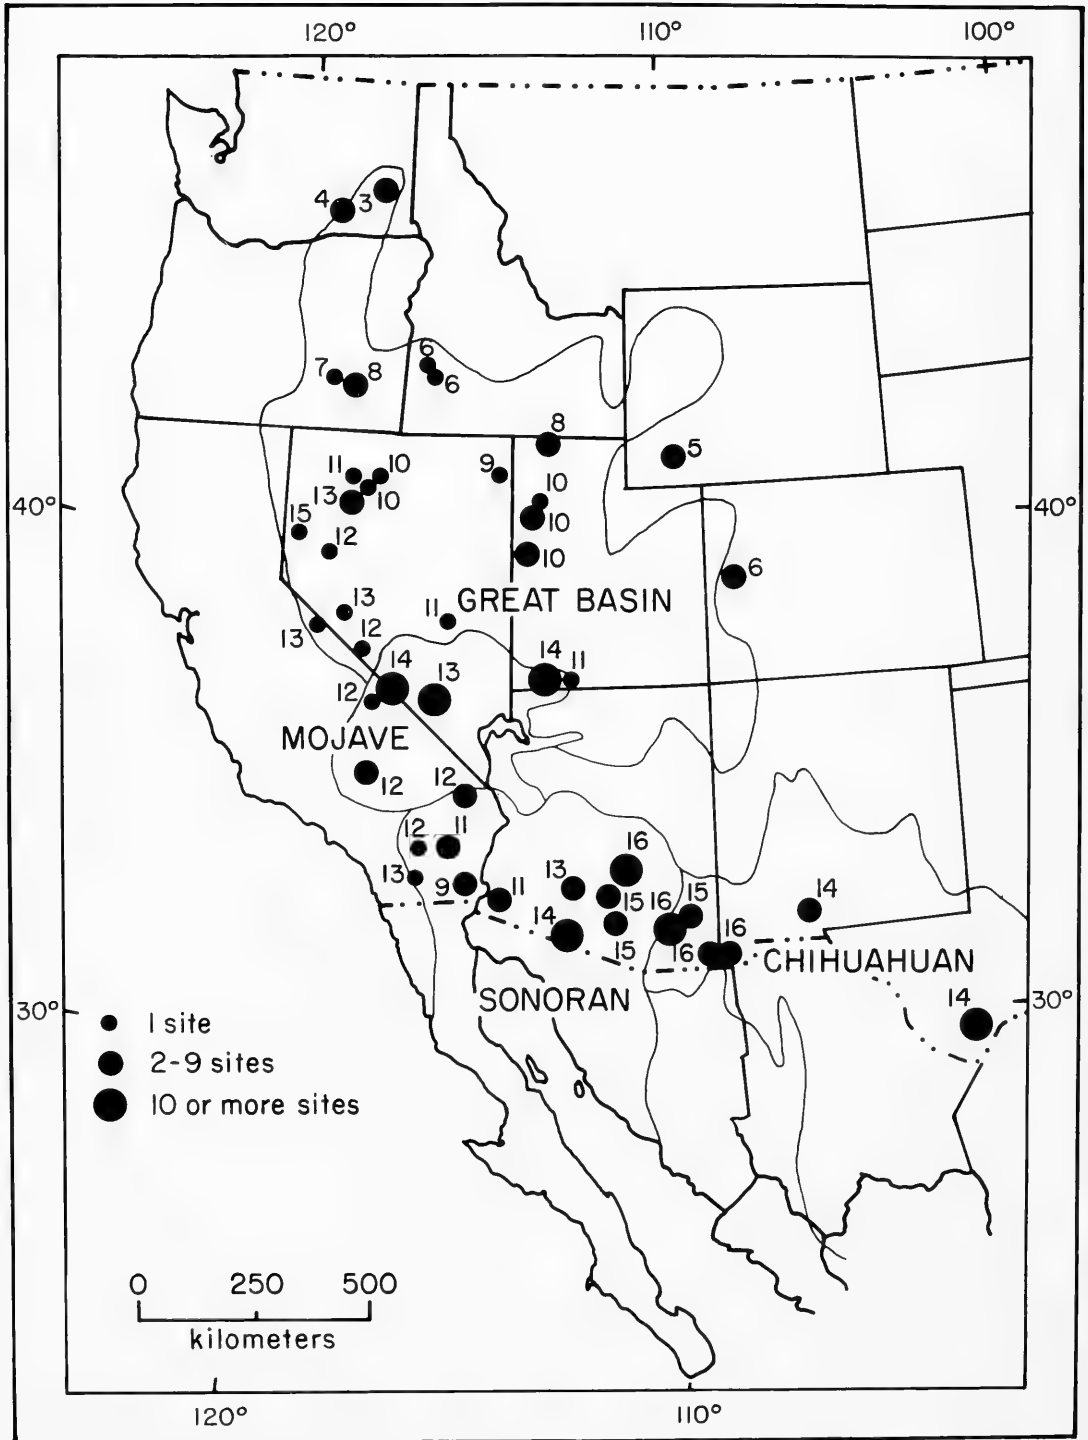 120° 110° 100°
4 3
6
7 8 6
8
5
11 10 9
13 10 10
40° 15 12 10 40°
10
6
13 11 GREAT BASIN
13 12
14 13 14 11
12
MOJAVE
12 12
12 11
16
13 13
9 11 15 16 15 14
14 15 16 16
CHIHUAHUAN
SONORAN 14
30° 30°
1 site
2-9 sites
10 or more sites
0 250 500
kilometers
120° 110°